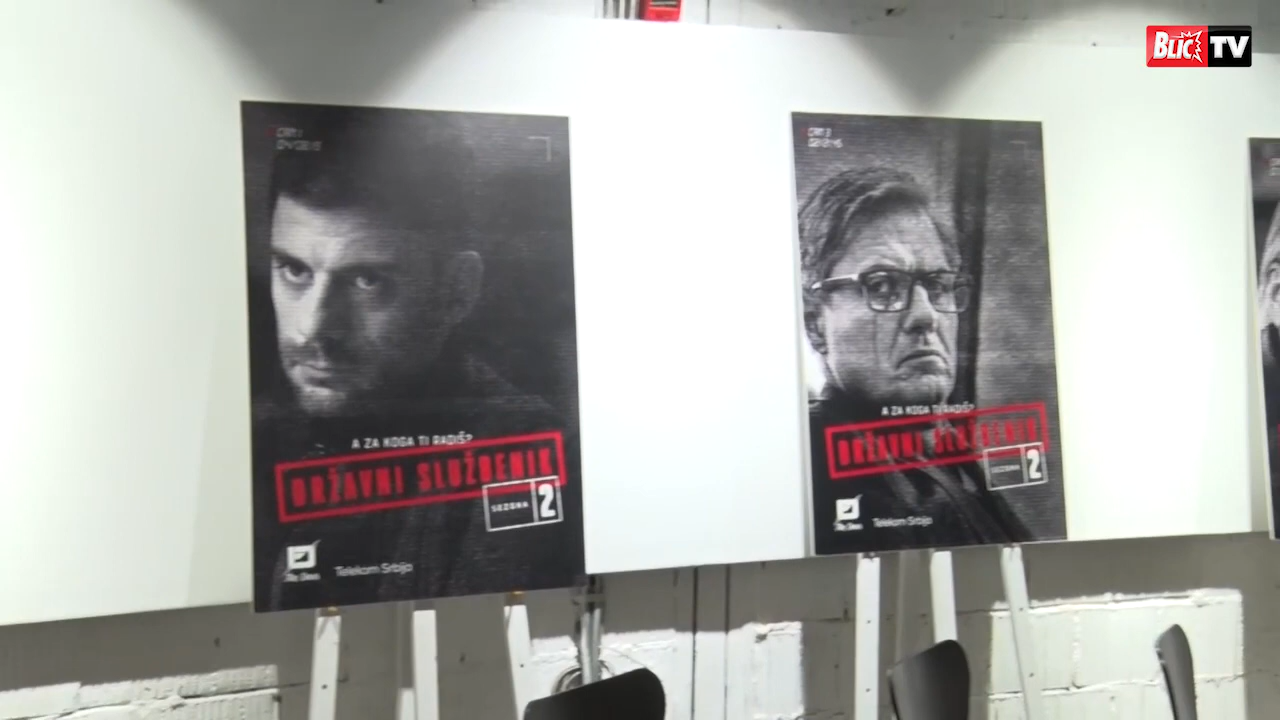 BLIC TV
A ZA KOGA TI RADIŠ?
DRŽAVNI SLUŽBENIK
SEZONA 2
Telekom Srbija
A ZA KOGA TI RADIŠ?
DRŽAVNI SLUŽBENIK
SEZONA 2
Telekom Srbija